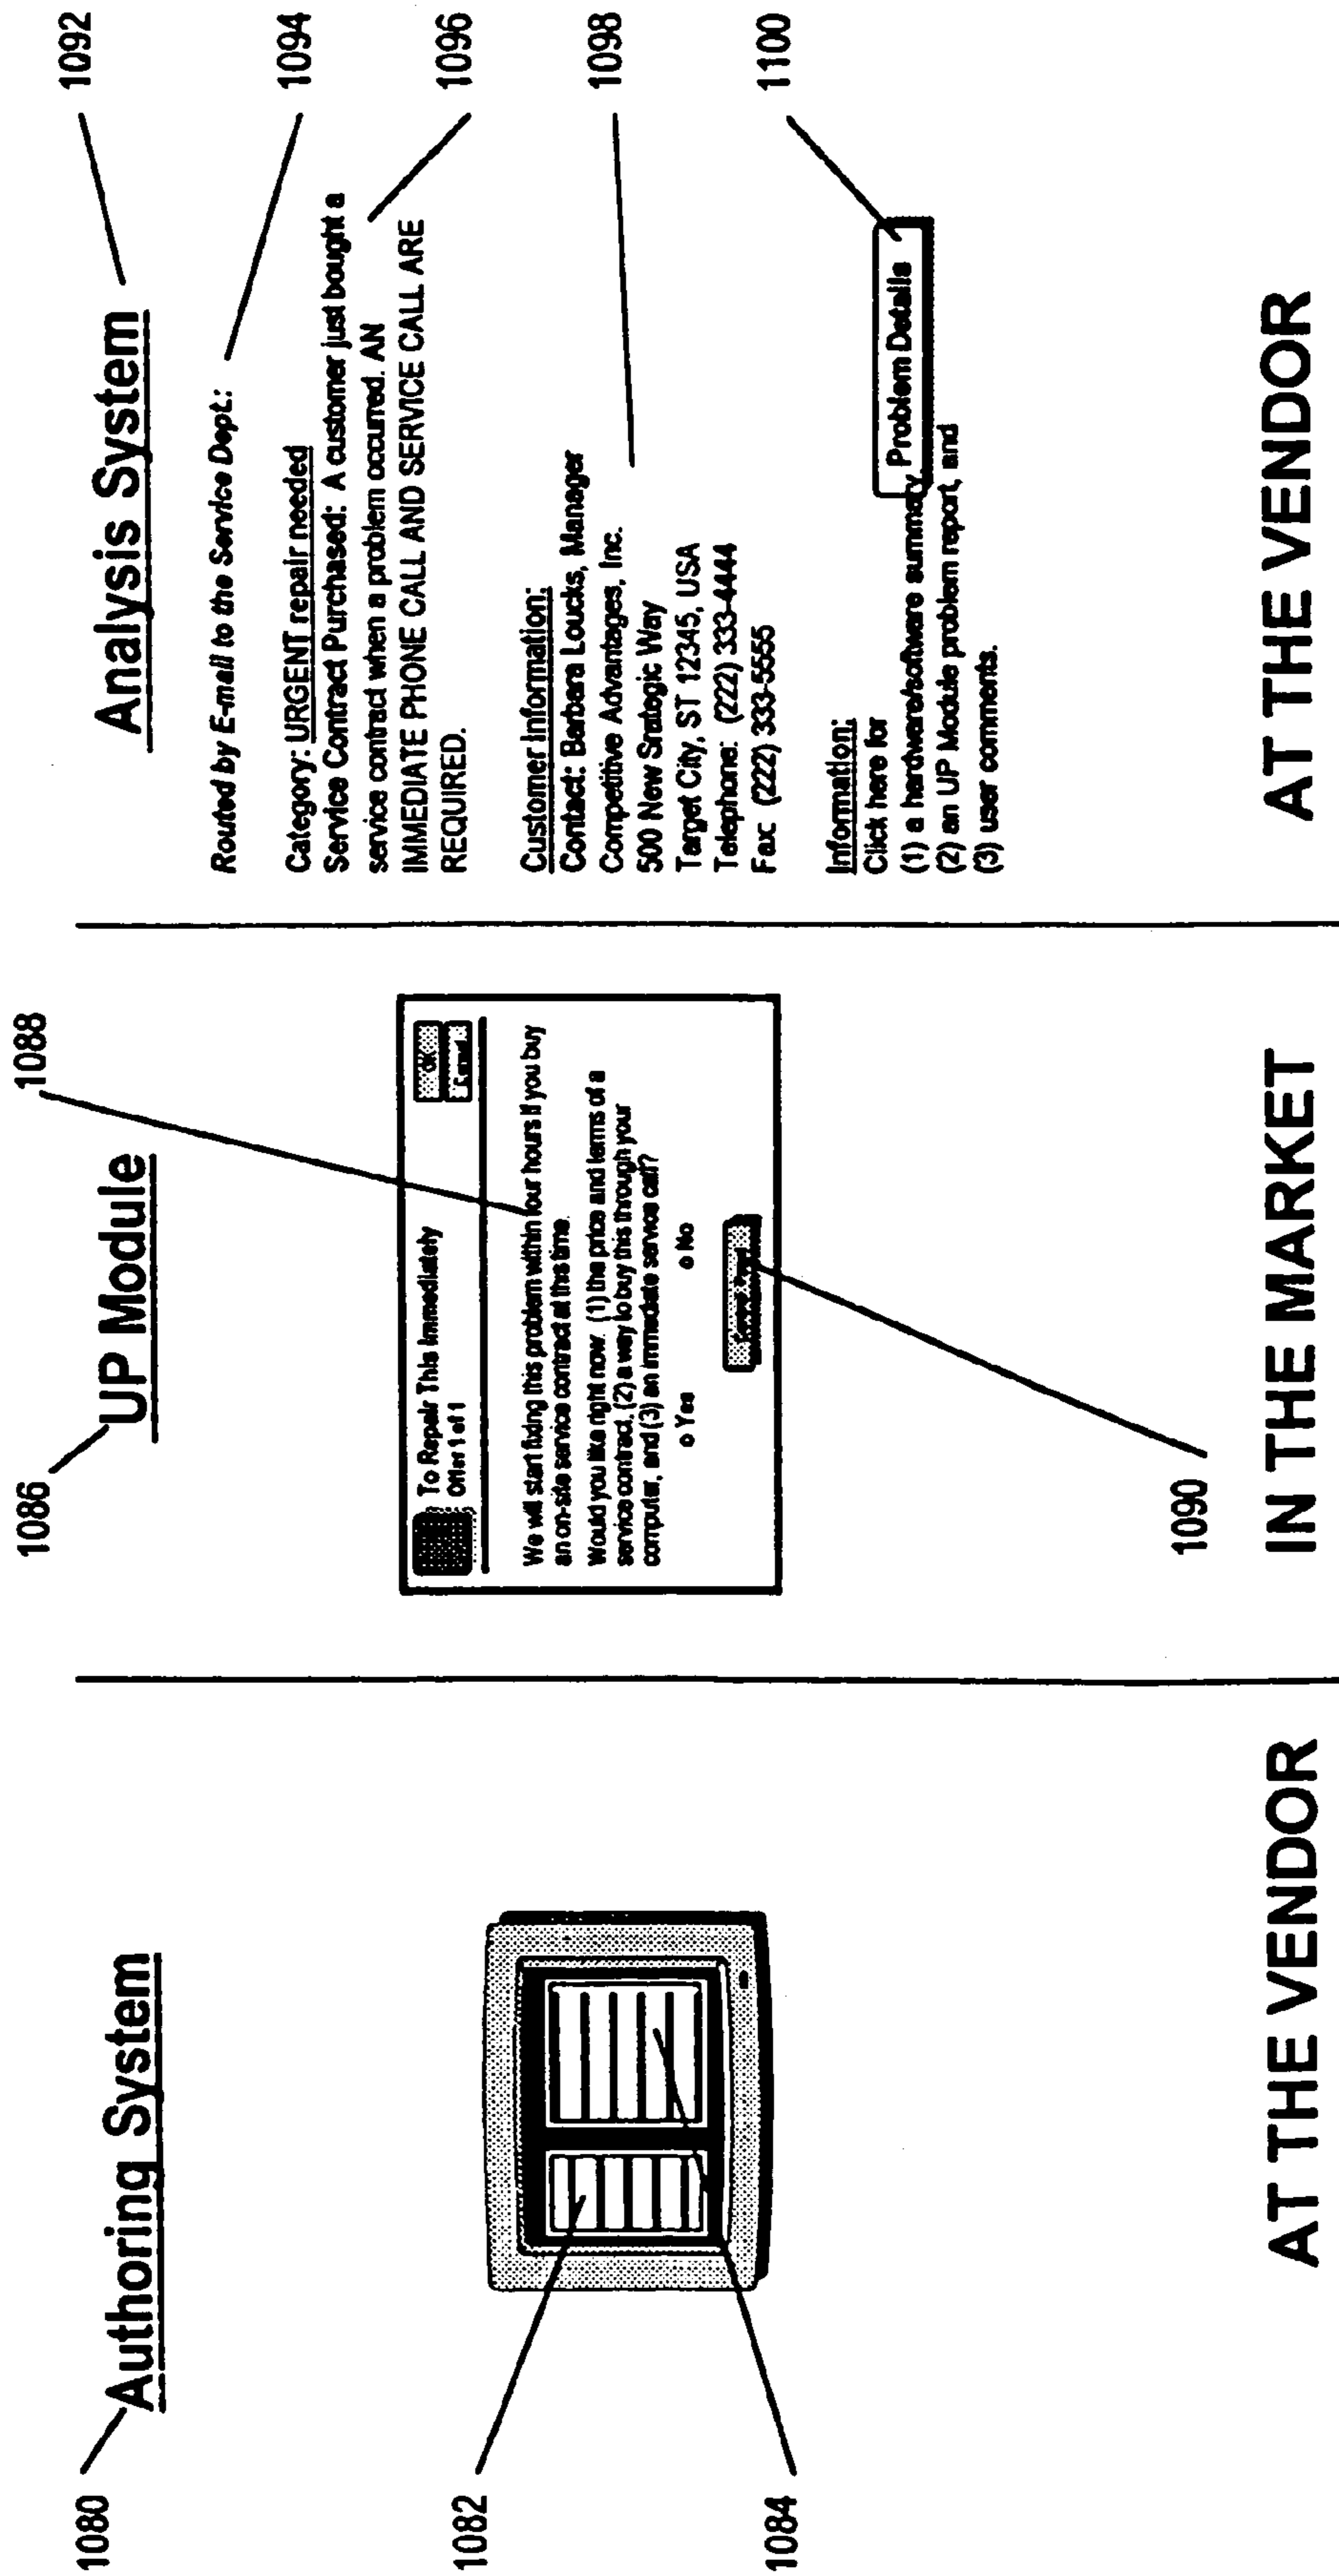 1080
Authoring System
1082
1084
AT THE VENDOR
1086
UP Module
1088
To Repair This Immediately
Offer 1 of 1
OK
Cancel
We will start fixing this problem within four hours if you buy
an on-site service contract at this time.
Would you like right now: (1) the price and terms of a
service contract, (2) a way to buy this through your
computer, and (3) an immediate service call?
o Yes
o No
1090
IN THE MARKET
Analysis System
1092
Routed by E-mail to the Service Dept.:
1094
Category: URGENT repair needed
Service Contract Purchased: A customer just bought a
service contract when a problem occurred. AN
IMMEDIATE PHONE CALL AND SERVICE CALL ARE
REQUIRED.
1096
Customer Information:
Contact: Barbara Loucks, Manager
Competitive Advantages, Inc.
500 New Sratogic Way
Target City, ST 12345, USA
Telephone: (222) 333-4444
Fax: (222) 333-5555
1098
Information:
Click here for
(1) a hardware/software summary,
(2) an UP Module problem report, and
(3) user comments.
Problem Details
1100
AT THE VENDOR